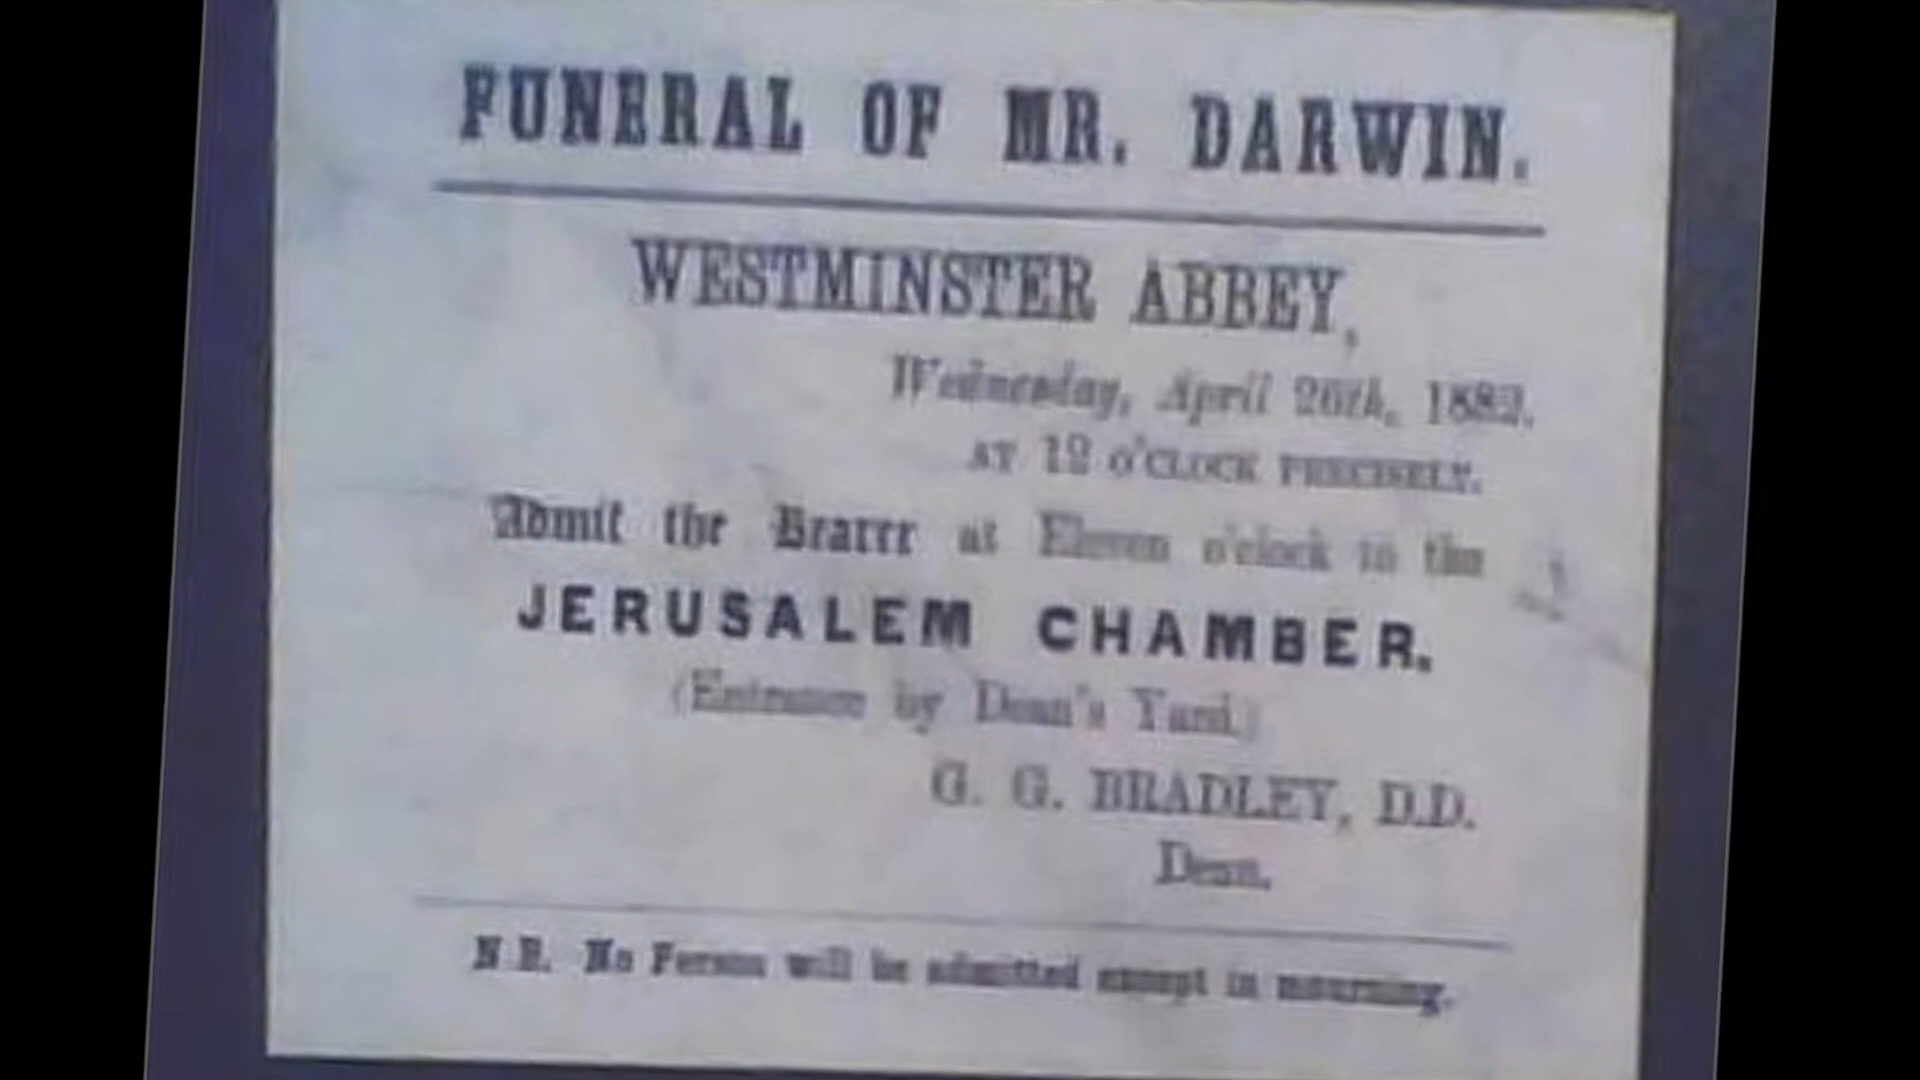 FUNERAL OF MR. DARWIN.
WESTMINSTER ABBEY,
Wednesday, April 26th, 1882.
AT 12 O'CLOCK PRECISELY.
Admit the Bearer at Eleven o'clock to the
JERUSALEM CHAMBER.
(Entrance by Dean's Yard.)
G. G. BRADLEY, D.D.
Dean.
N.B. No Person will be admitted except in mourning.